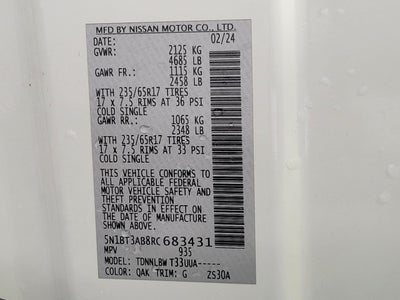 MFD BY NISSAN MOTOR CO., LTD.
DATE: 02/24
GVWR: 2125 KG
4685 LB
GAWR FR.: 1115 KG
2458 LB
WITH 235/65R17 TIRES
17 x 7.5 RIMS AT 36 PSI
COLD SINGLE
GAWR RR.: 1065 KG
2348 LB
WITH 235/65R17 TIRES
17 x 7.5 RIMS AT 33 PSI
COLD SINGLE
THIS VEHICLE CONFORMS TO
ALL APPLICABLE FEDERAL
MOTOR VEHICLE SAFETY AND
THEFT PREVENTION
STANDARDS IN EFFECT ON
THE DATE OF MANUFACTURE
SHOWN ABOVE.
5N1BT3AB8RC683431
MPV 935
MODEL: TDNNLBW T33UUA-----
COLOR: QAK TRIM: G ZS30A